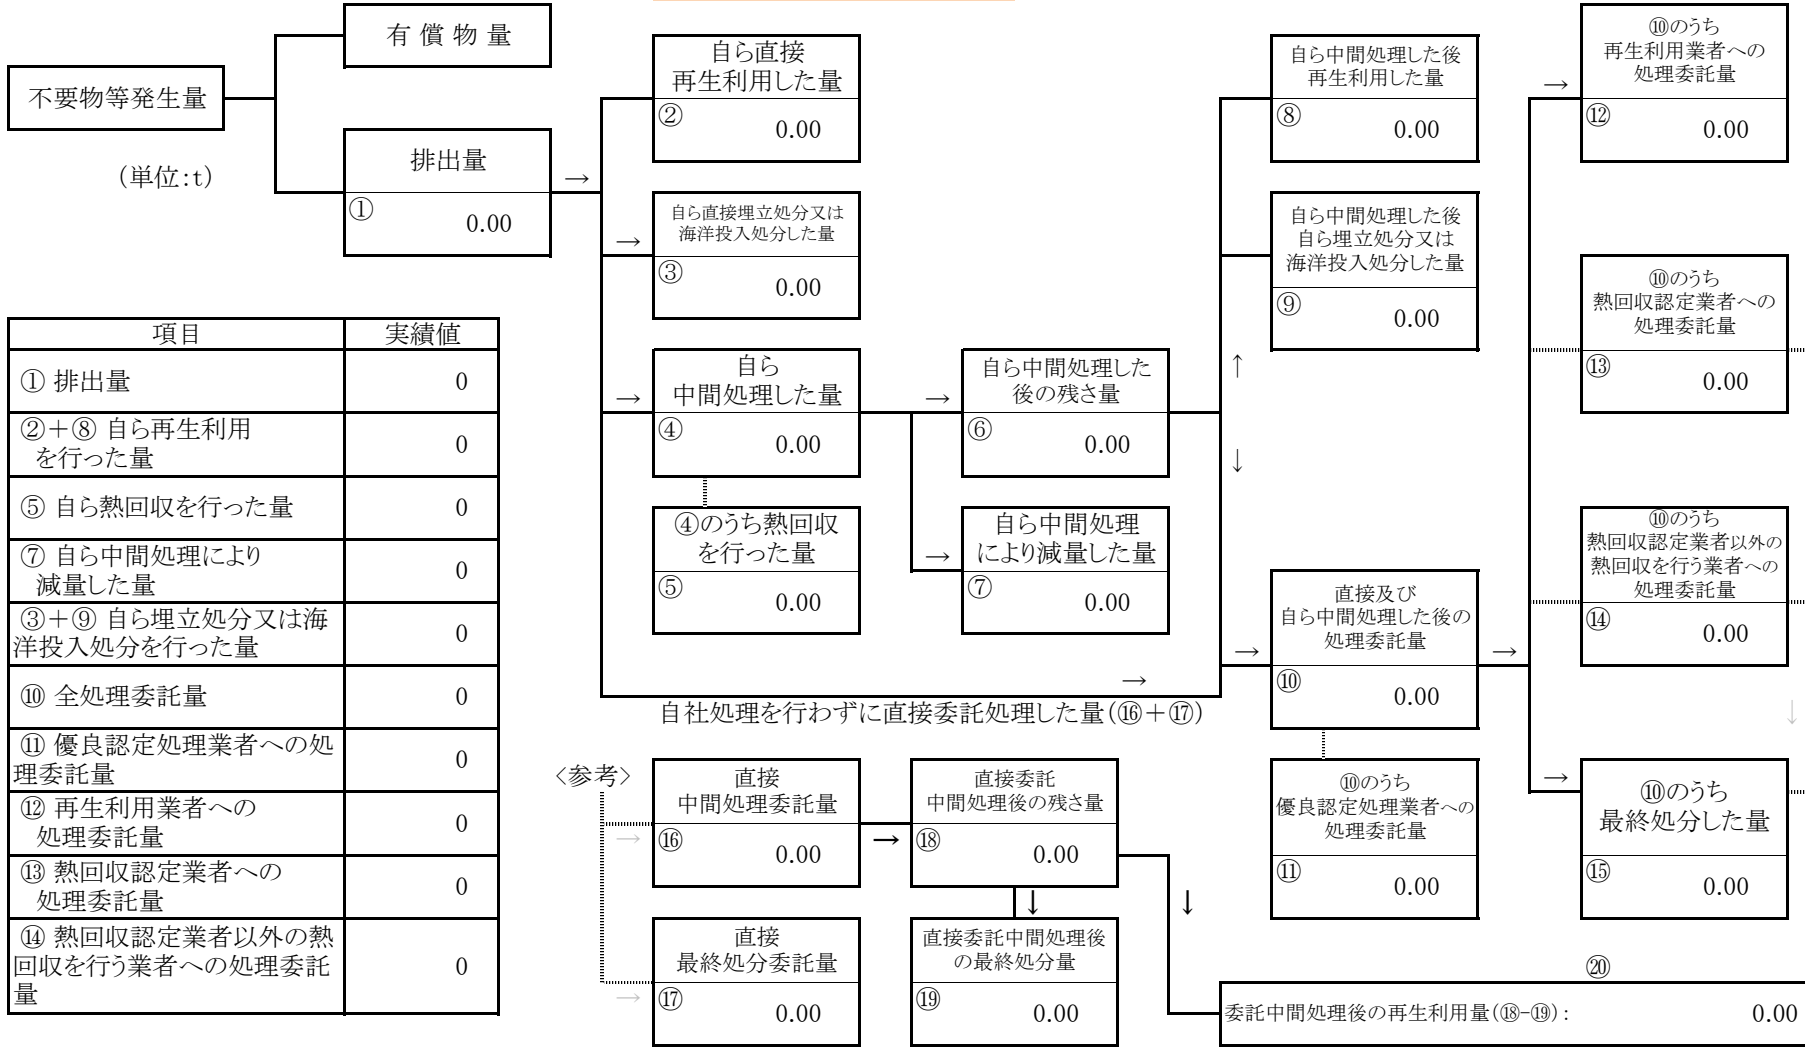 不要物等発生量
(単位:t)
有 償 物 量
排出量
①
0.00
→
自ら直接
再生利用した量
②
0.00
→
自ら直接埋立処分又は
海洋投入処分した量
③
0.00
→
自ら
中間処理した量
④
0.00
④のうち熱回収
を行った量
⑤
0.00
→
自ら中間処理した
後の残さ量
⑥
0.00
→
自ら中間処理
により減量した量
⑦
0.00
↑
↓
自ら中間処理した後
再生利用した量
⑧
0.00
自ら中間処理した後
自ら埋立処分又は
海洋投入処分した量
⑨
0.00
→
自社処理を行わずに直接委託処理した量(⑯+⑰)
→
直接及び
自ら中間処理した後の
処理委託量
⑩
0.00
→
⑩のうち
優良認定処理業者への
処理委託量
⑪
0.00
→
⑩のうち
再生利用業者への
処理委託量
⑫
0.00
⑩のうち
熱回収認定業者への
処理委託量
⑬
0.00
⑩のうち
熱回収認定業者以外の
熱回収を行う業者への
処理委託量
⑭
0.00
↓
→
⑩のうち
最終処分した量
⑮
0.00
項目 実績値
① 排出量 0
②+⑧ 自ら再生利用
を行った量 0
⑤ 自ら熱回収を行った量 0
⑦ 自ら中間処理により
減量した量 0
③+⑨ 自ら埋立処分又は海
洋投入処分を行った量 0
⑩ 全処理委託量 0
⑪ 優良認定処理業者への処
理委託量 0
⑫ 再生利用業者への
処理委託量 0
⑬ 熱回収認定業者への
処理委託量 0
⑭ 熱回収認定業者以外の熱
回収を行う業者への処理委託
量 0
〈参考〉
→
直接
中間処理委託量
⑯
0.00
→
直接委託
中間処理後の残さ量
⑱
0.00
→
直接
最終処分委託量
⑰
0.00
↓
直接委託中間処理後
の最終処分量
⑲
0.00
↓
⑳
委託中間処理後の再生利用量(⑱-⑲): 0.00